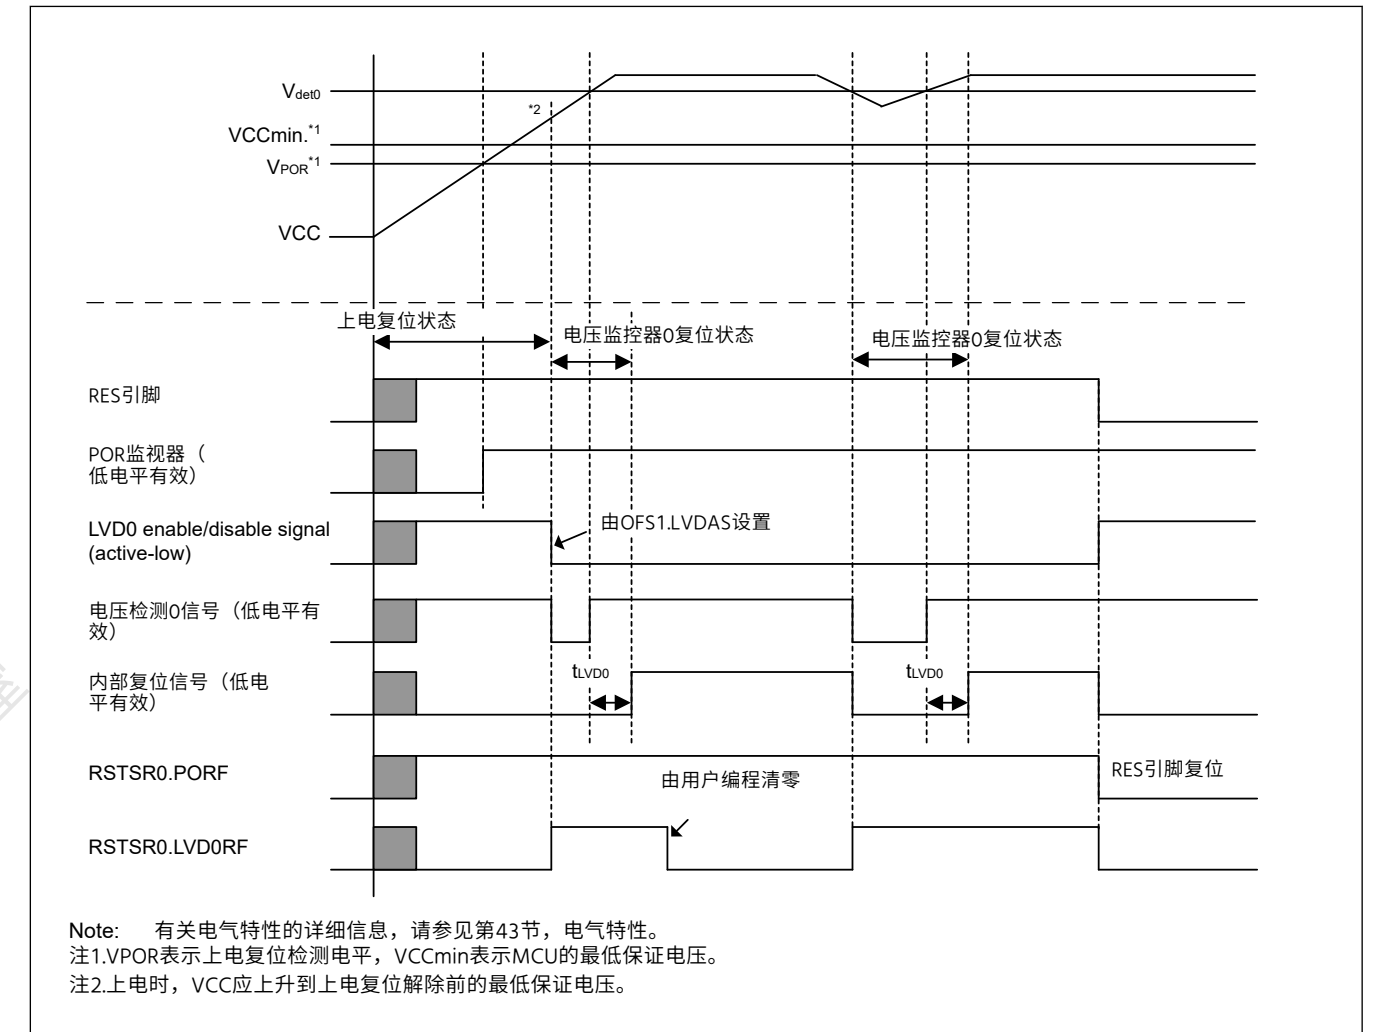 Vdet0
*2
VCCmin.*1
VPOR*1
VCC
上电复位状态
电压监控器0复位状态
电压监控器0复位状态
RES引脚
POR监视器（
低电平有效）
LVD0 enable/disable signal
(active-low)
由OFS1.LVDAS设置
电压检测0信号（低电平有
效）
内部复位信号（低电
平有效）
tLVD0
tLVD0
RSTSR0.PORF
由用户编程清零
RES引脚复位
RSTSR0.LVD0RF
Note: 有关电气特性的详细信息，请参见第43节，电气特性。
注1.VPOR表示上电复位检测电平，VCCmin表示MCU的最低保证电压。
注2.上电时，VCC应上升到上电复位解除前的最低保证电压。